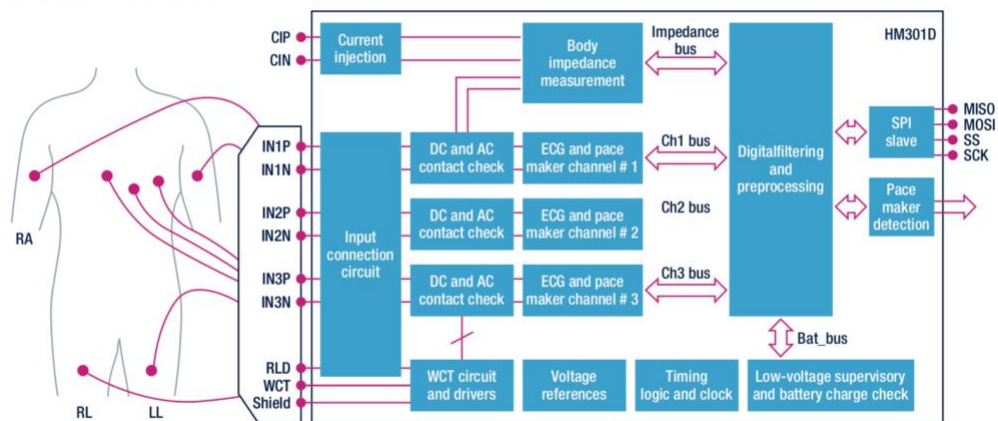 CIP
CIN
Current
injection
Body
impedance
measurement
Impedance
bus
HM301D
IN1P
IN1N
IN2P
IN2N
IN3P
IN3N
RLD
WCT
Shield
RA
RL
LL
Input
connection
circuit
DC and AC
contact check
ECG and pace
maker channel # 1
Ch1 bus
DC and AC
contact check
ECG and pace
maker channel # 2
Ch2 bus
DC and AC
contact check
ECG and pace
maker channel # 3
Ch3 bus
Digitalfiltering
and
preprocessing
SPI
slave
MISO
MOSI
SS
SCK
Pace
maker
detection
Bat_bus
WCT circuit
and drivers
Voltage
references
Timing
logic and clock
Low-voltage supervisory
and battery charge check